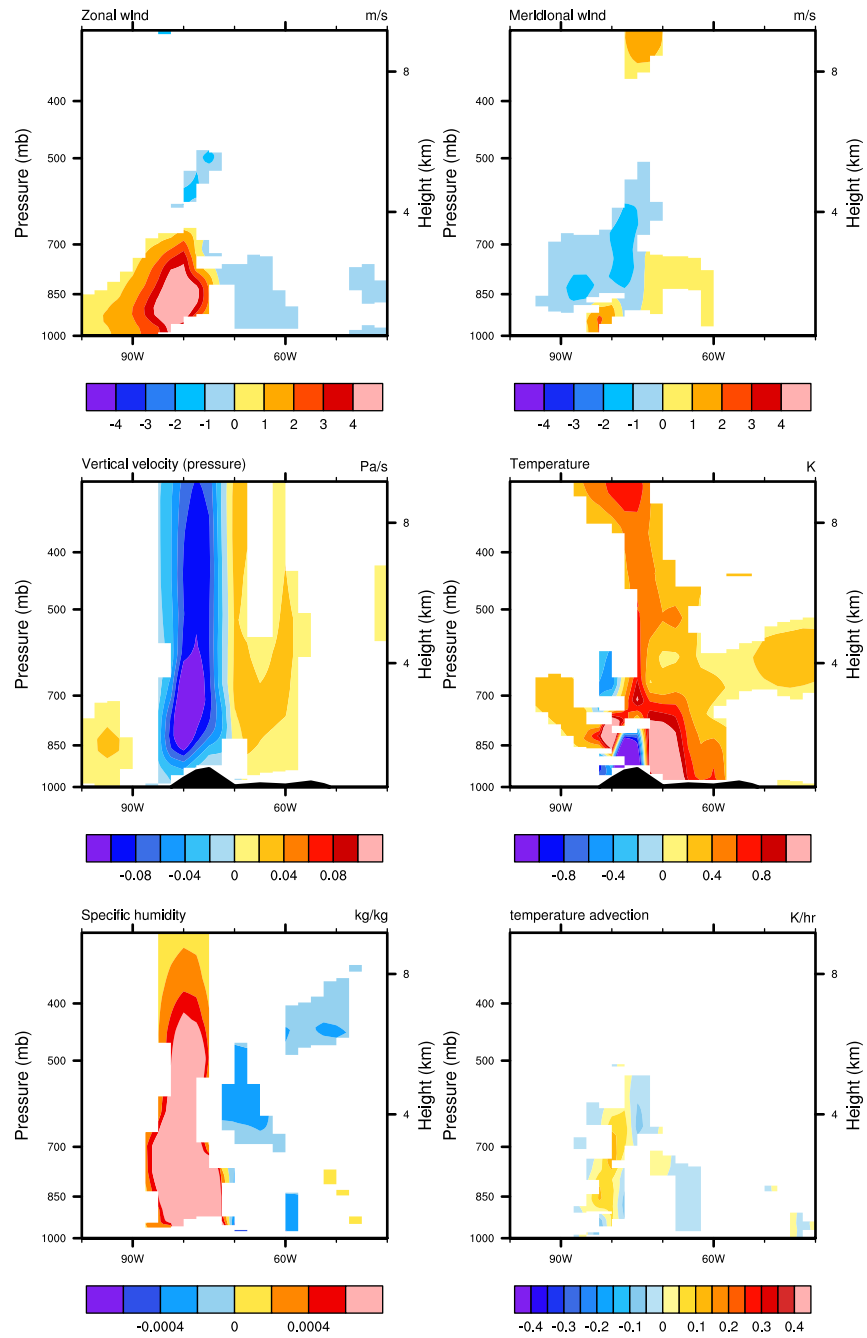 Zonal wind m/s
Meridional wind m/s
Pressure (mb)
400
500
700
850
1000
8
4
Height (km)
90W 60W
-4 -3 -2 -1 0 1 2 3 4
Pressure (mb)
400
500
700
850
1000
8
4
Height (km)
90W 60W
-4 -3 -2 -1 0 1 2 3 4
Vertical velocity (pressure) Pa/s
Temperature K
Pressure (mb)
400
500
700
850
1000
8
4
Height (km)
90W 60W
-0.08 -0.04 0 0.04 0.08
Pressure (mb)
400
500
700
850
1000
8
4
Height (km)
90W 60W
-0.8 -0.4 0 0.4 0.8
Specific humidity kg/kg
temperature advection K/hr
Pressure (mb)
400
500
700
850
1000
8
4
Height (km)
90W 60W
-0.0004 0 0.0004
Pressure (mb)
400
500
700
850
1000
8
4
Height (km)
90W 60W
-0.4 -0.3 -0.2 -0.1 0 0.1 0.2 0.3 0.4